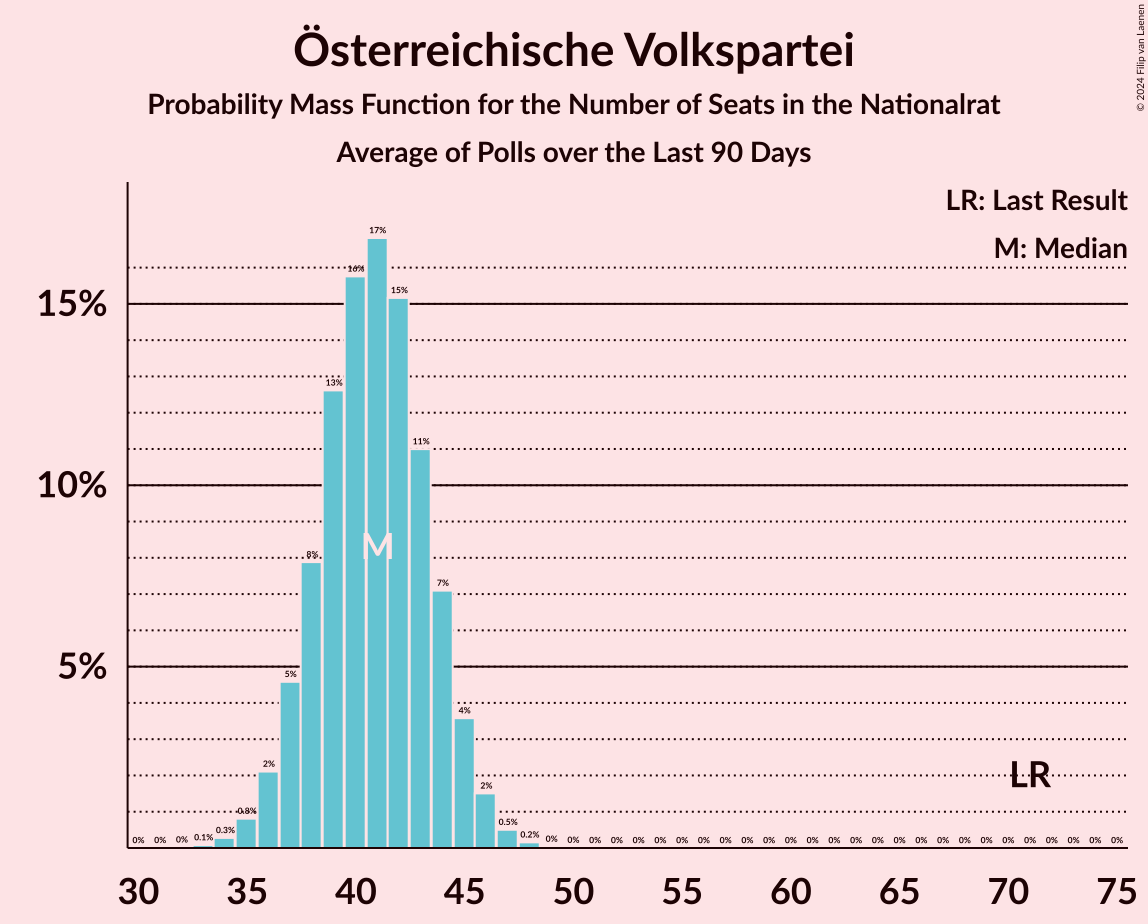 Österreichische Volkspartei
Probability Mass Function for the Number of Seats in the Nationalrat
Average of Polls over the Last 90 Days
© 2024 Filip van Laenen
LR: Last Result
M: Median
15%
10%
5%
0% 0% 0% 0.1% 0.3% 0.8% 2% 5% 8% 13% 16% 17% 15% 11% 7% 4% 2% 0.5% 0.2% 0% 0% 0% 0% 0% 0% 0% 0% 0% 0% 0% 0% 0% 0% 0% 0% 0% 0% 0% 0% 0% 0% 0% 0% 0% 0% 0%
M
LR
30 35 40 45 50 55 60 65 70 75